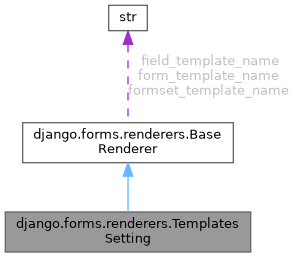 str
field_template_name
form_template_name
formset_template_name
django.forms.renderers.Base
Renderer
django.forms.renderers.Templates
Setting